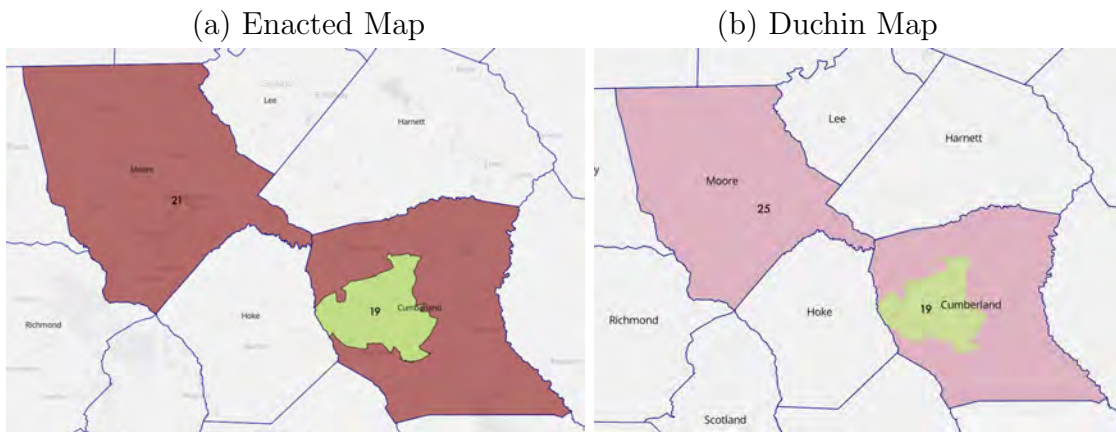 (a) Enacted Map
(b) Duchin Map
Lee
Harnett
Moore
21
19
Cumberland
Hoke
Richmond
Lee
Harnett
Moore
25
19
Cumberland
Hoke
Richmond
Scotland